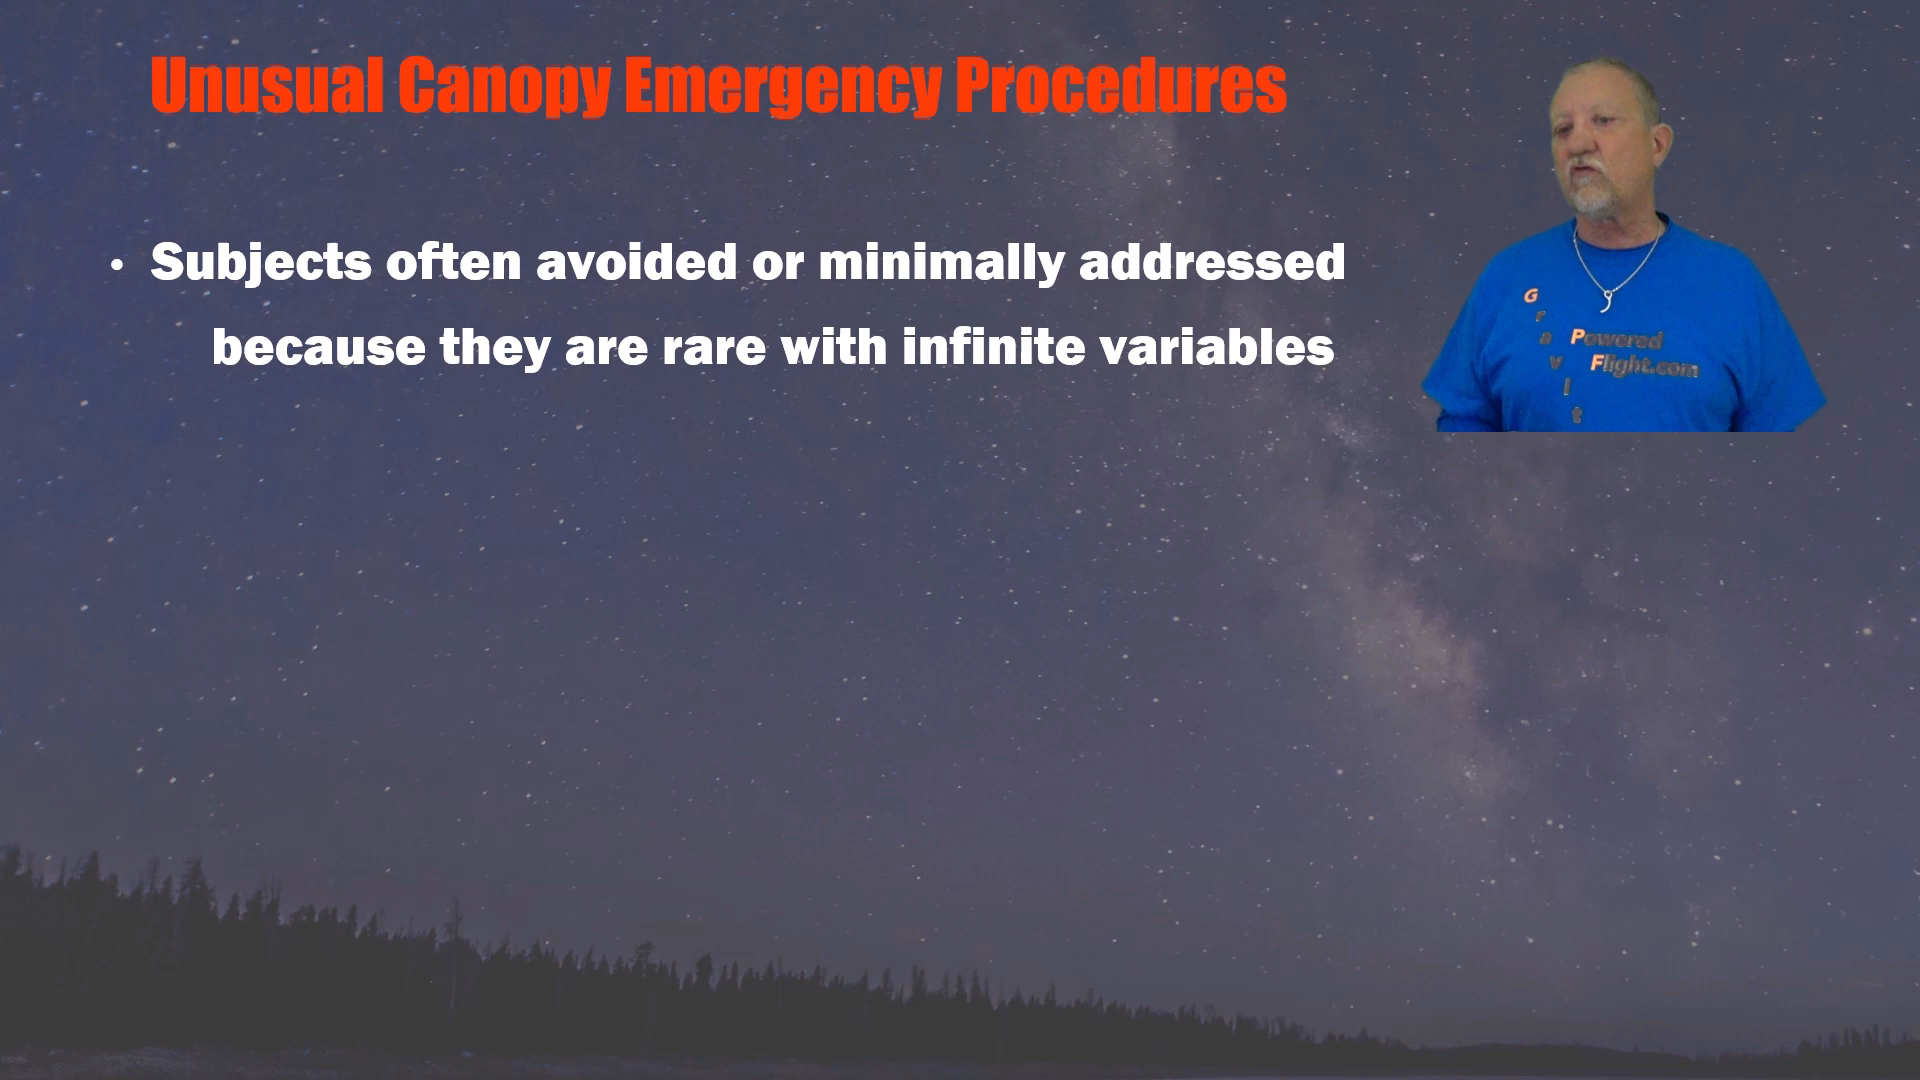 Unusual Canopy Emergency Procedures
• Subjects often avoided or minimally addressed
because they are rare with infinite variables
Gravity
Powered
Flight.com